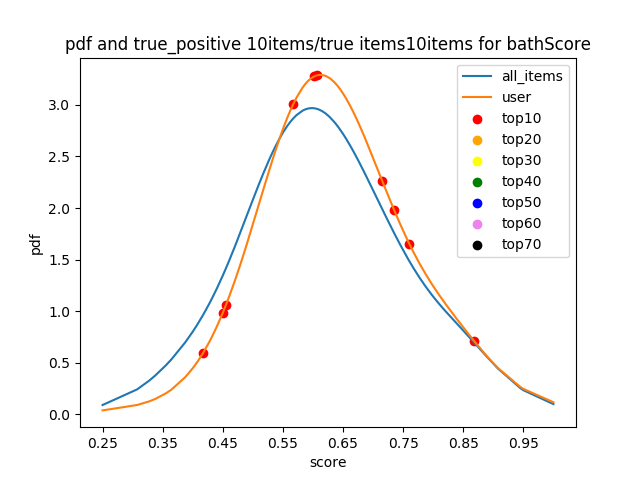 pdf and true_positive 10items/true items10items for bathScore
all_items
user
top10
top20
top30
top40
top50
top60
top70
pdf
3.0
2.5
2.0
1.5
1.0
0.5
0.0
0.25 0.35 0.45 0.55 0.65 0.75 0.85 0.95
score